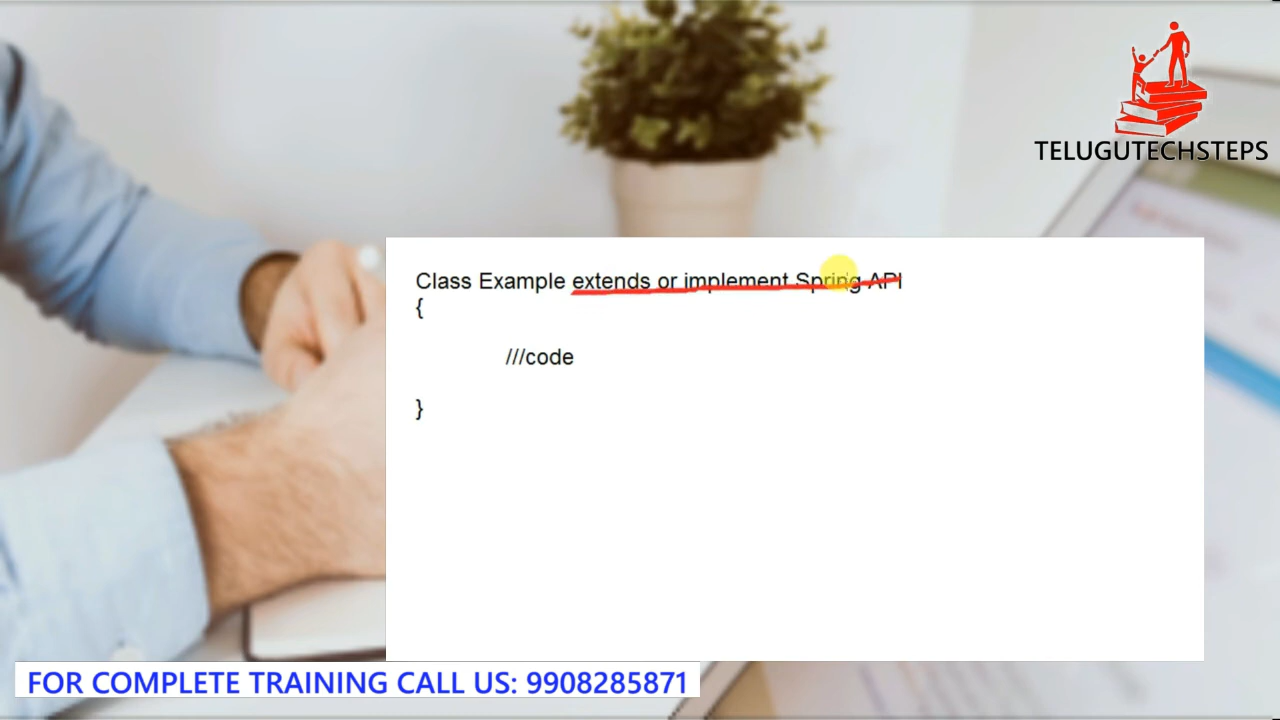 TELUGUTECHSTEPS
Class Example extends or implement Spring API
{
///code
}
FOR COMPLETE TRAINING CALL US: 9908285871